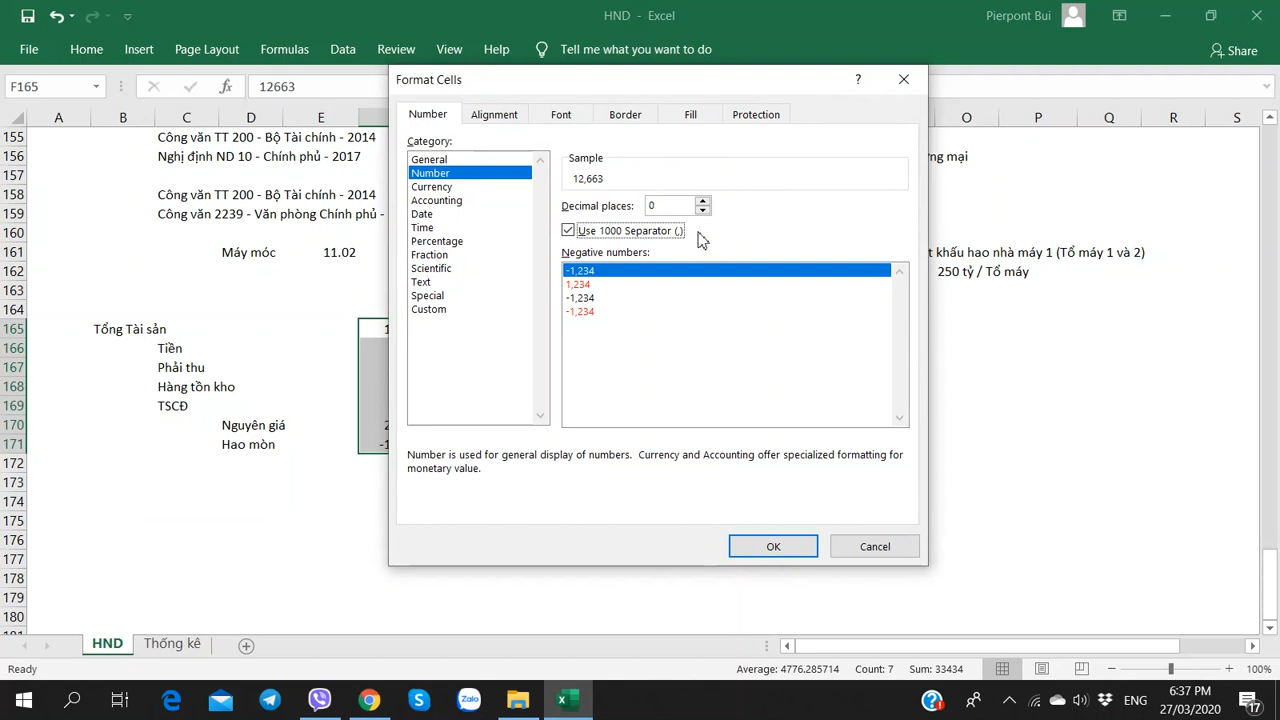 HND - Excel
Pierpont Bui
File Home Insert Page Layout Formulas Data Review View Help Tell me what you want to do Share
F165 fx 12663
Format Cells ?
A B C D E O P Q R S
Number Alignment Font Border Fill Protection
Category:
General
Number
Currency
Accounting
Date
Time
Percentage
Fraction
Scientific
Text
Special
Custom
Sample
12,663
Decimal places: 0
Use 1000 Separator (,)
Negative numbers:
-1,234
1,234
-1,234
-1,234
Number is used for general display of numbers. Currency and Accounting offer specialized formatting for
monetary value.
OK Cancel
155 Công văn TT 200 - Bộ Tài chính - 2014
156 Nghị định ND 10 - Chính phủ - 2017 mại
157
158 Công văn TT 200 - Bộ Tài chính - 2014
159 Công văn 2239 - Văn phòng Chính phủ -
160
161 Máy móc 11.02 khấu hao nhà máy 1 (Tổ máy 1 và 2)
162 250 tỷ / Tổ máy
163
164
165 Tổng Tài sản
166 Tiền
167 Phải thu
168 Hàng tồn kho
169 TSCĐ
170 Nguyên giá
171 Hao mòn
172
173
174
175
176
177
178
179
180
HND Thống kê
Ready Average: 4776.285714 Count: 7 Sum: 33434 100%
Zalo ENG 6:37 PM
27/03/2020 17